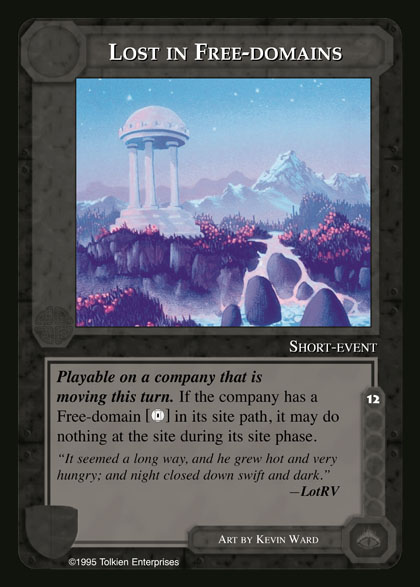 LOST IN FREE-DOMAINS
SHORT-EVENT
Playable on a company that is
moving this turn. If the company has a
Free-domain [] in its site path, it may do
nothing at the site during its site phase.
12
“It seemed a long way, and he grew hot and very
hungry; and night closed down swift and dark.”
–LotRV
ART BY KEVIN WARD
©1995 Tolkien Enterprises